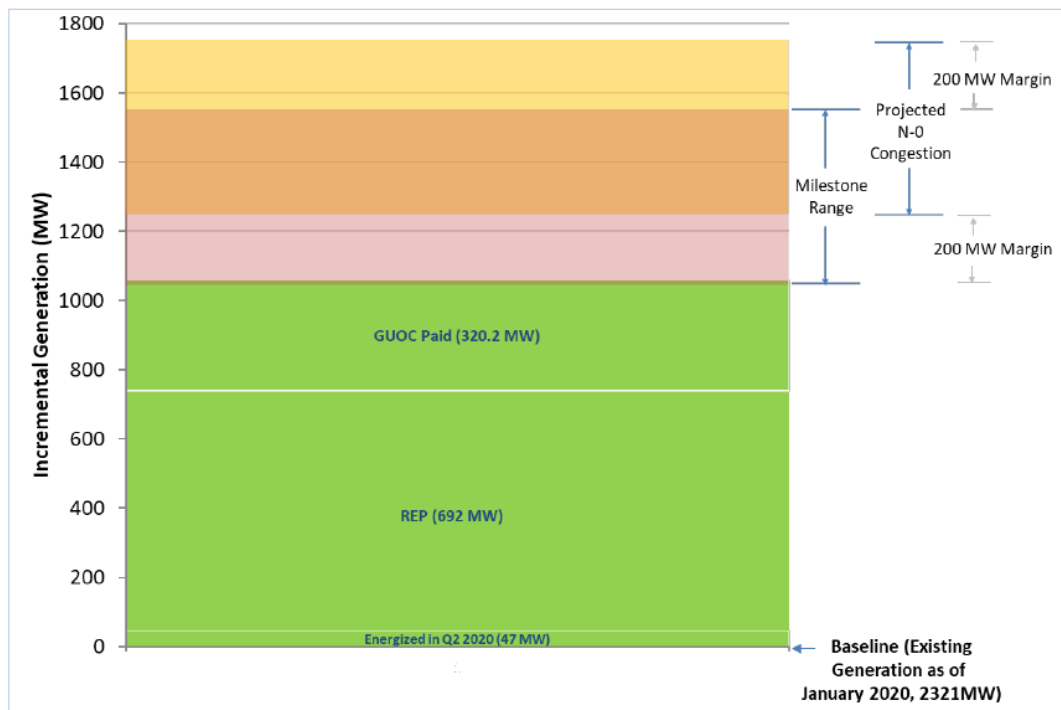 1800
1600
1400
1200
1000
800
600
400
200
0
Incremental Generation (MW)
GUOC Paid (320.2 MW)
REP (692 MW)
Energized in Q2 2020 (47 MW)
200 MW Margin
Projected
N-0
Congestion
Milestone
Range
200 MW Margin
Baseline (Existing
Generation as of
January 2020, 2321MW)